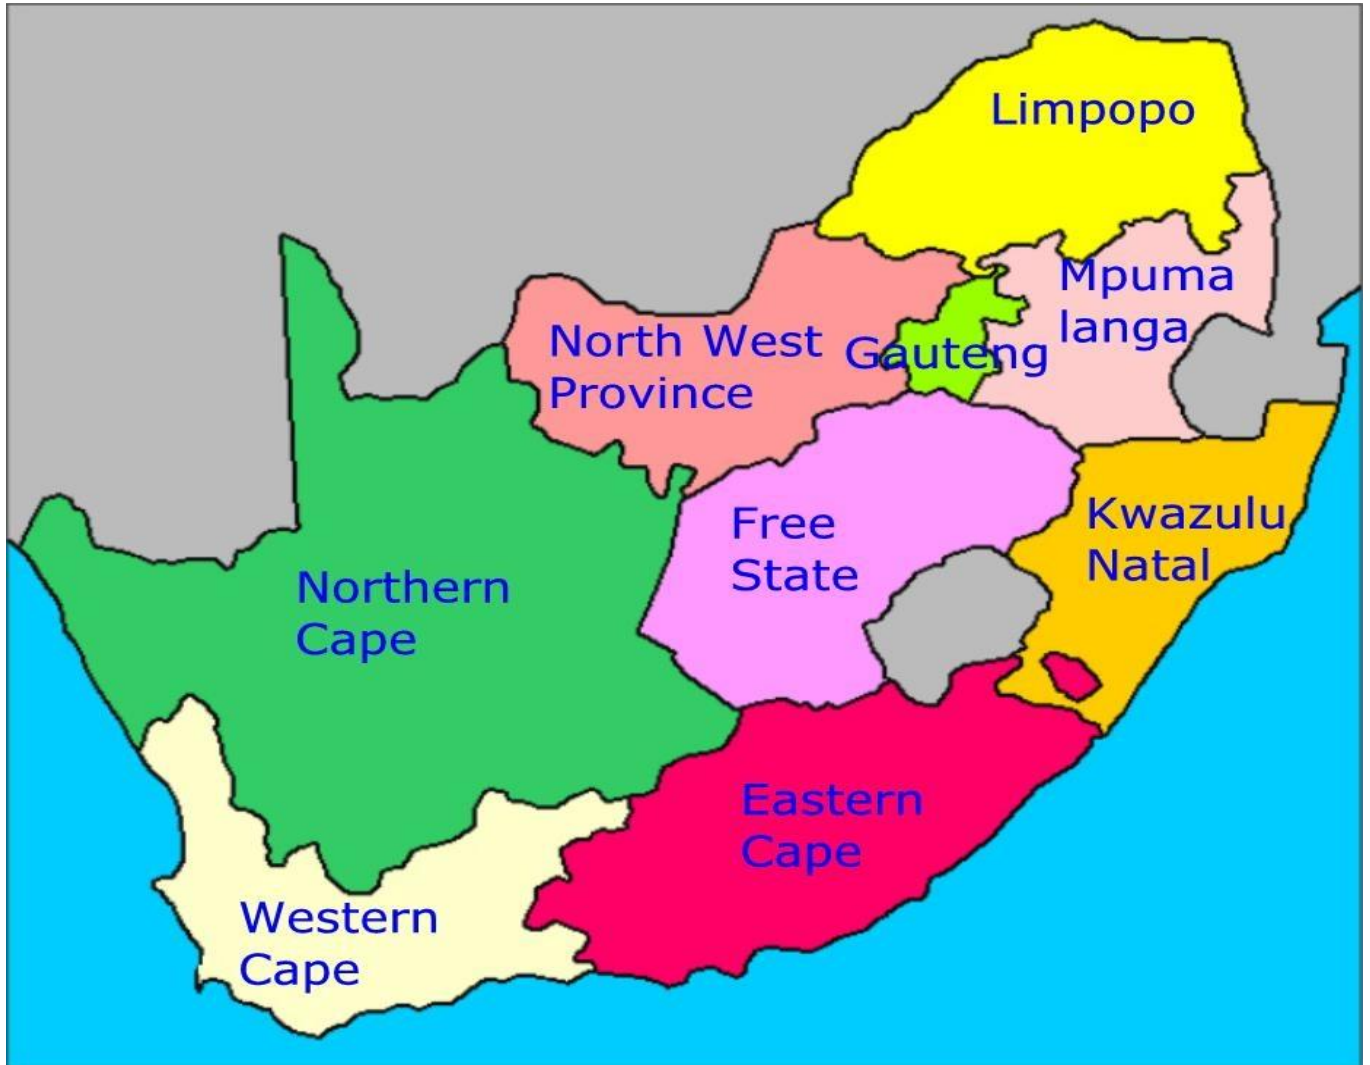 Limpopo
Mpuma
langa
North West
Province
Gauteng
Free
State
Kwazulu
Natal
Northern
Cape
Eastern
Cape
Western
Cape